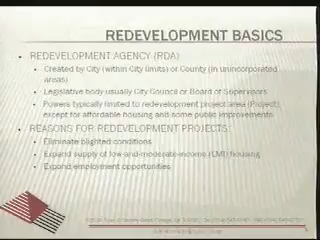 REDEVELOPMENT BASICS
• REDEVELOPMENT AGENCY (RDA)
• Created by City (within City limits) or County (in unincorporated
areas)
• Legislative body usually City Council or Board of Supervisors
• Powers typically limited to redevelopment project area (Project),
except for affordable housing and some public improvements
• REASONS FOR REDEVELOPMENT PROJECTS:
• Eliminate blighted conditions
• Expand supply of low-and-moderate-income (LMI) housing
• Expand employment opportunities